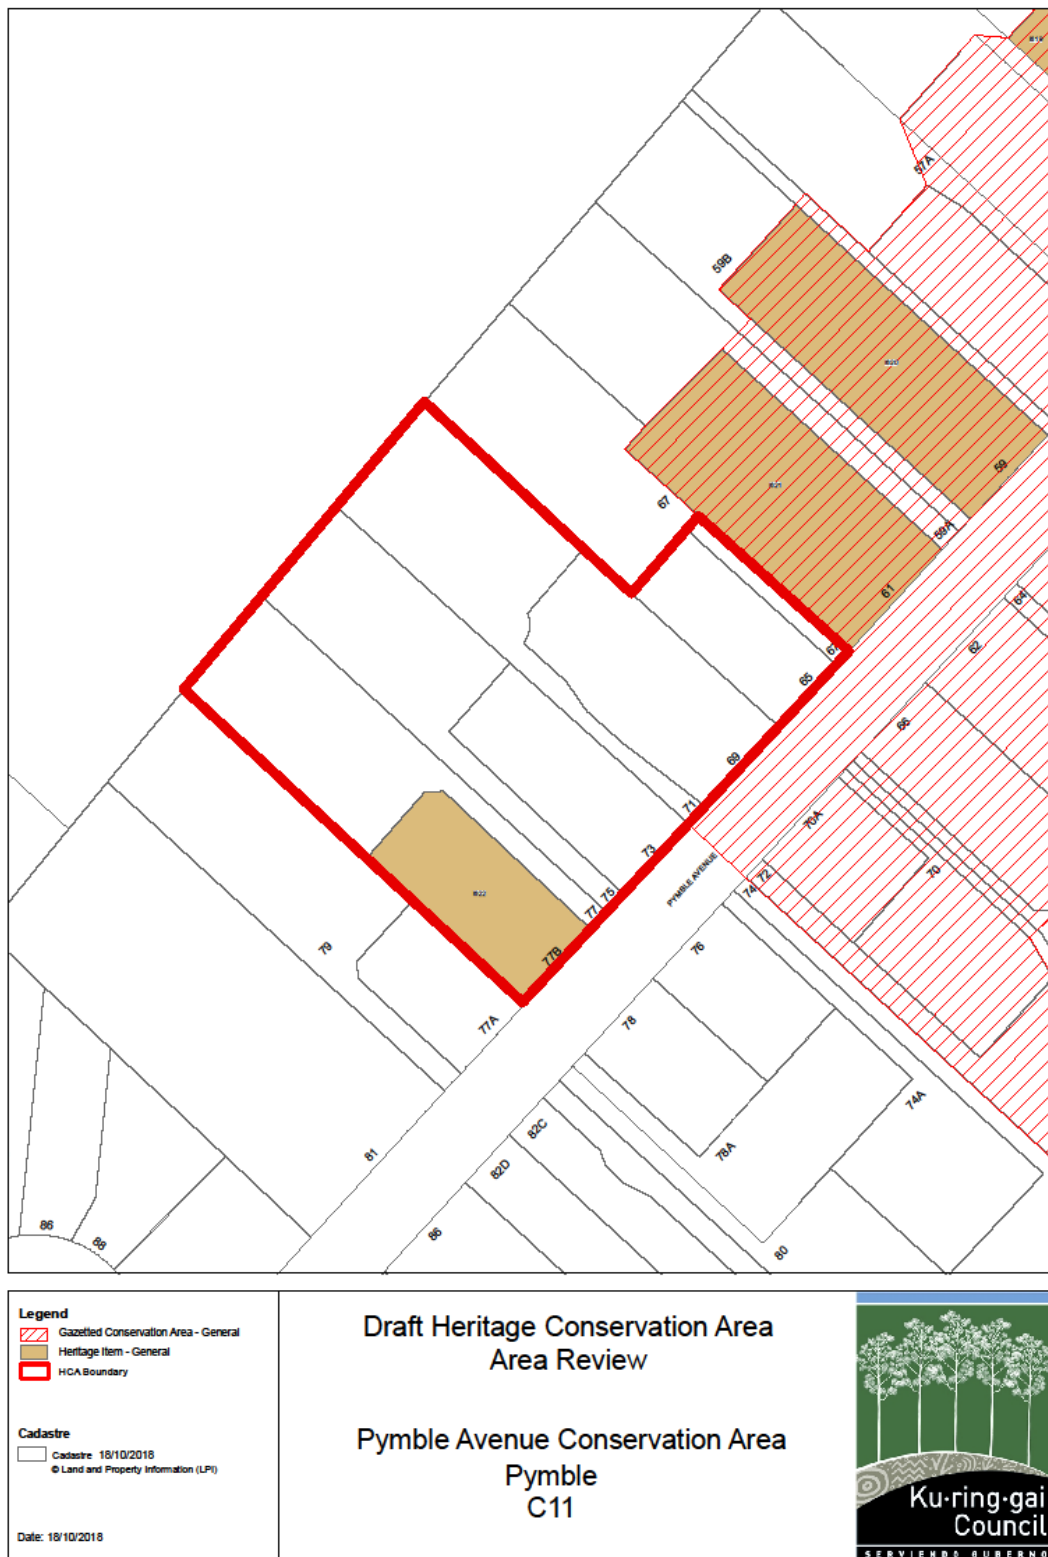 57A
59B
59
67
59A
61
64
67
62
65
66
69
71
70A
73
PYMBLE AVENUE
70
72
74
75
I622
77
76
77B
79
78
77A
74A
82C
78A
81
82D
86
80
86
88
Legend
Gazetted Conservation Area - General
Heritage Item - General
HCA Boundary
Cadastre
Cadastre 18/10/2018
© Land and Property Information (LPI)
Date: 18/10/2018
Draft Heritage Conservation Area
Area Review
Pymble Avenue Conservation Area
Pymble
C11
Ku-ring-gai
Council
SERVIENDO GUBERNO